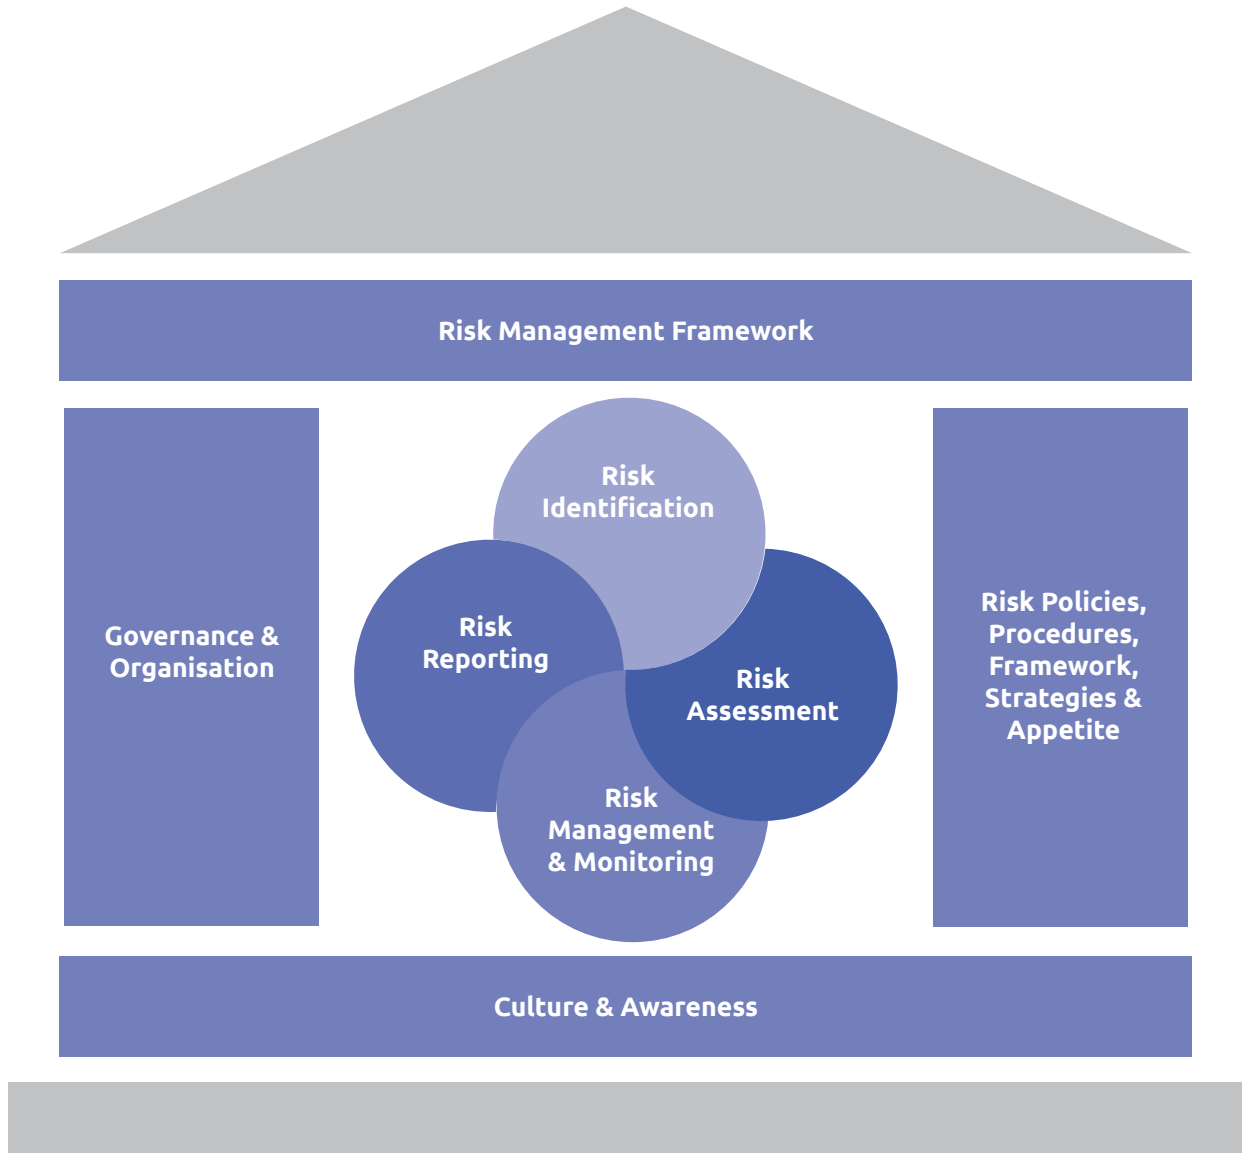 Risk Management Framework
Governance &
Organisation
Risk
Identification
Risk
Reporting
Risk
Assessment
Risk
Management
& Monitoring
Risk Policies,
Procedures,
Framework,
Strategies &
Appetite
Culture & Awareness